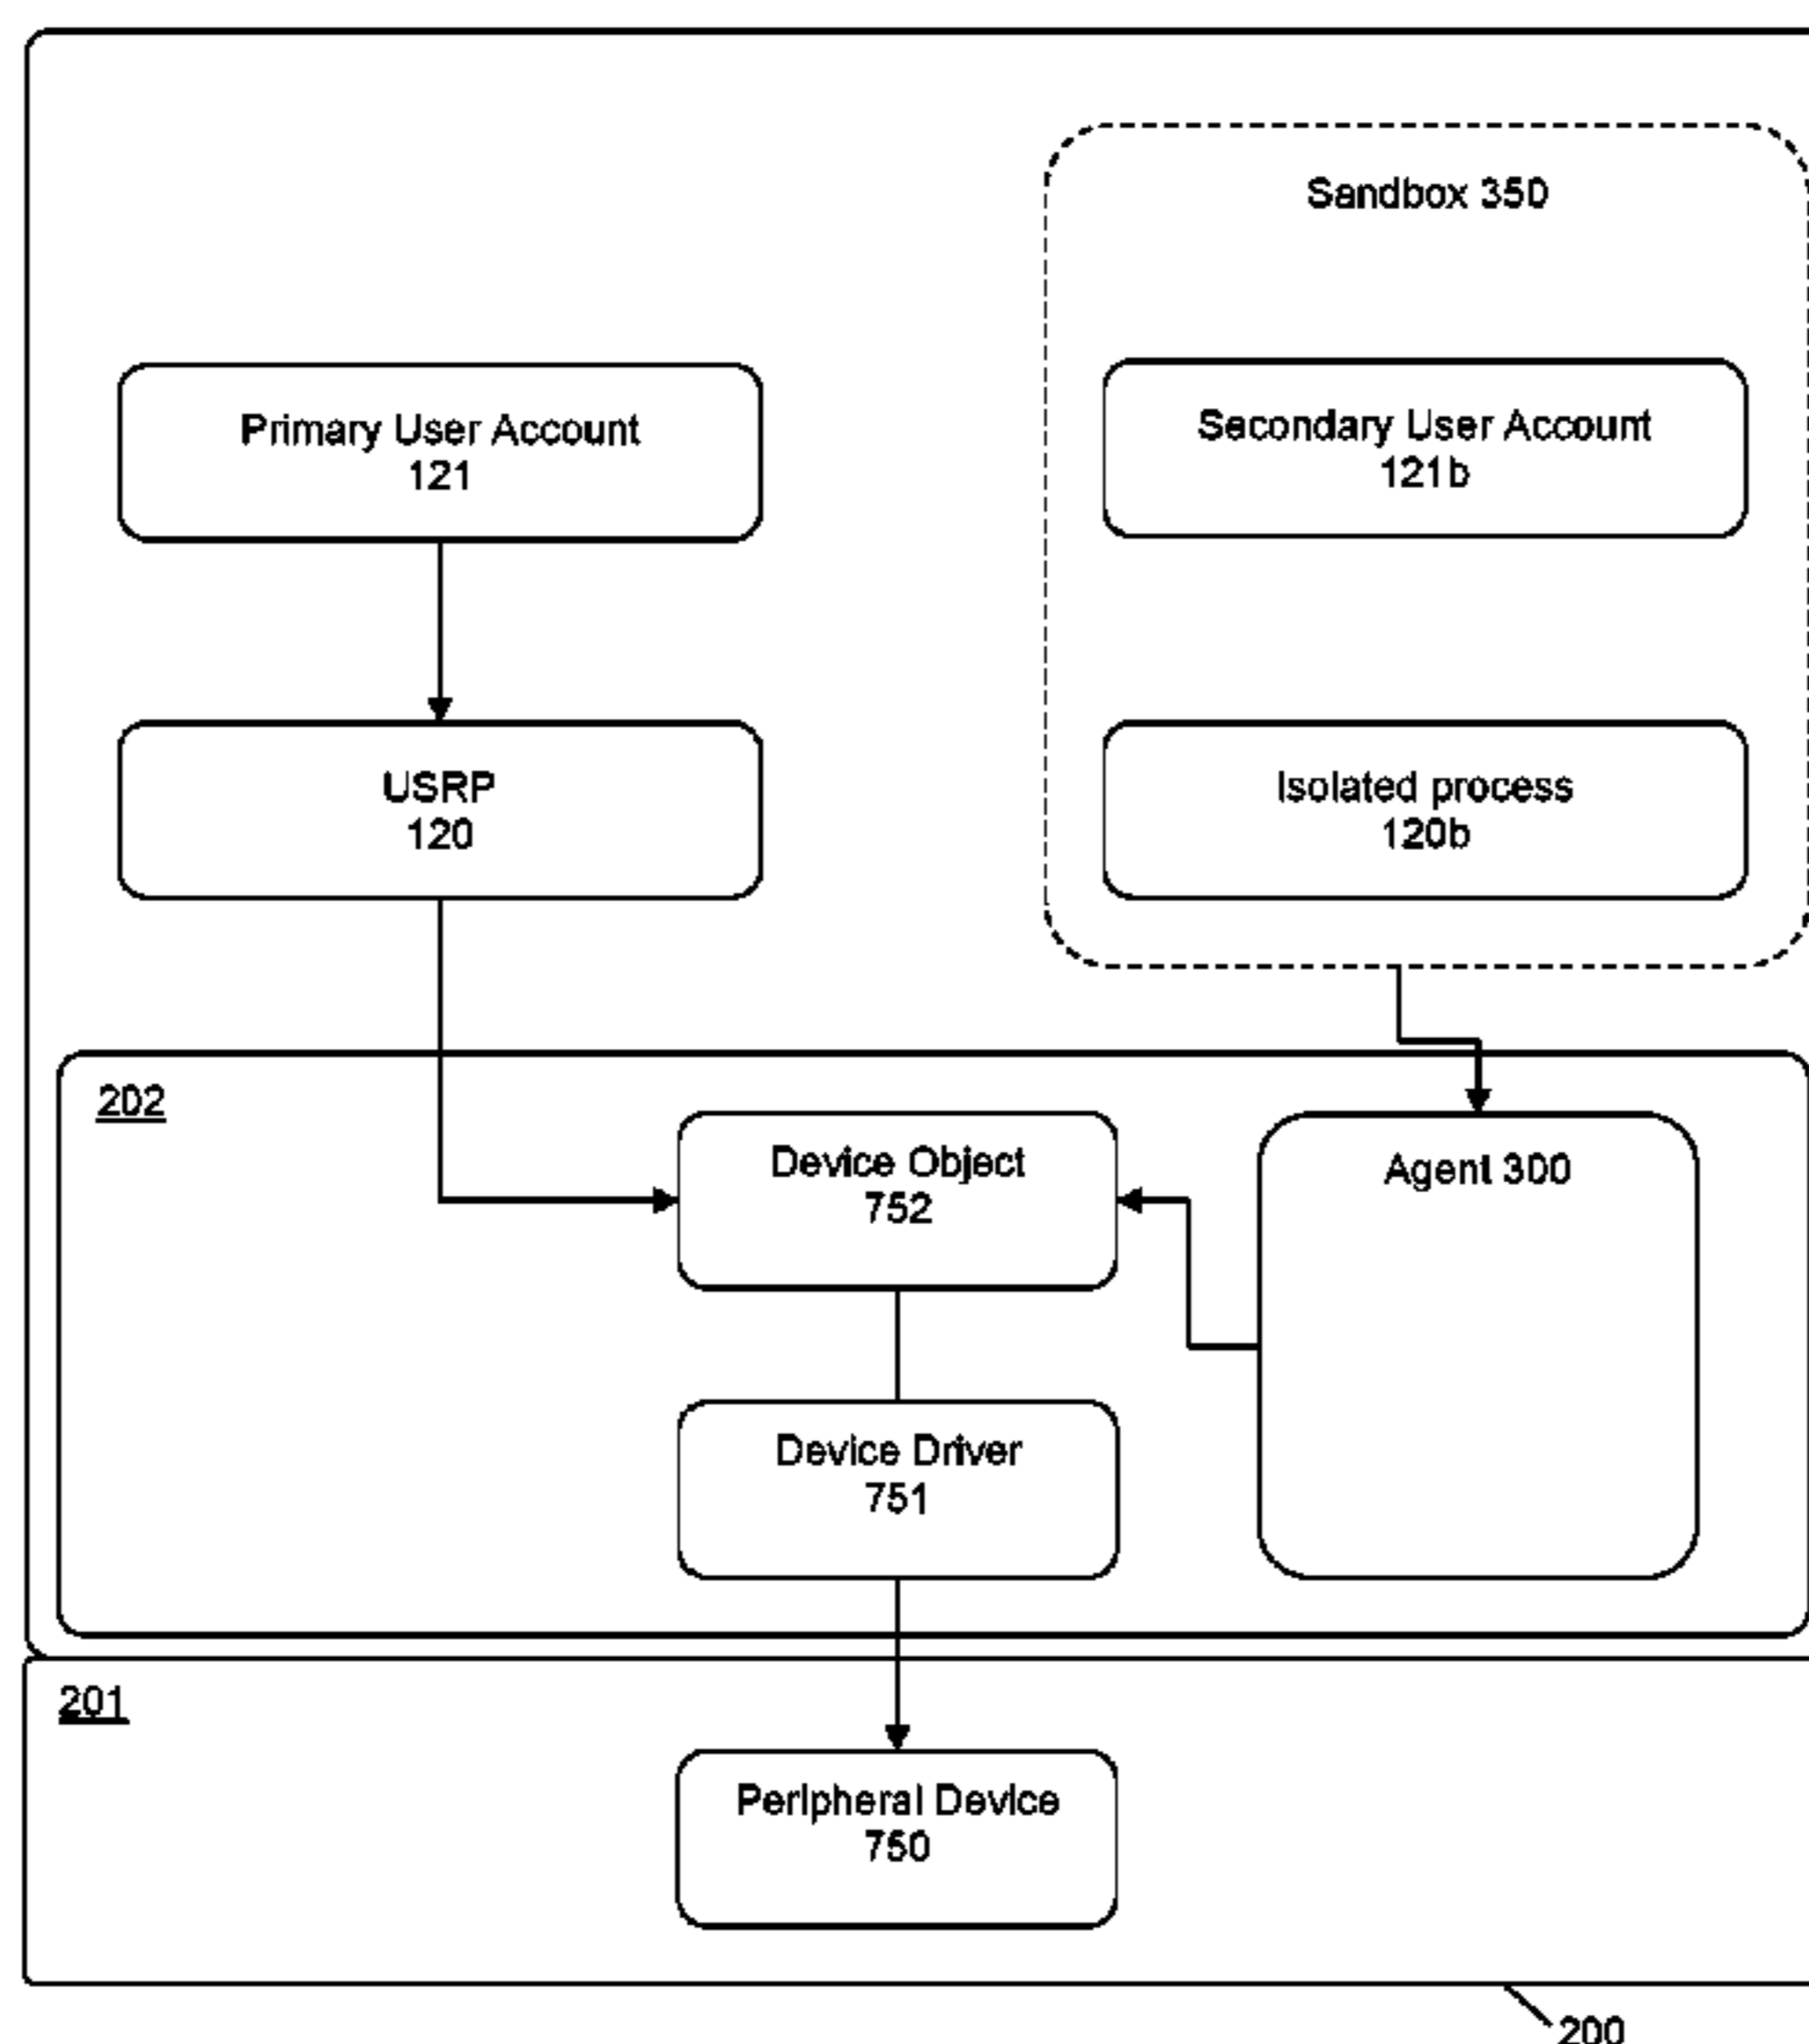 Sandbox 350
Primary User Account
121
Secondary User Account
121b
USRP
120
Isolated process
120b
202
Device Object
752
Agent 300
Device Driver
751
201
Peripheral Device
750
200